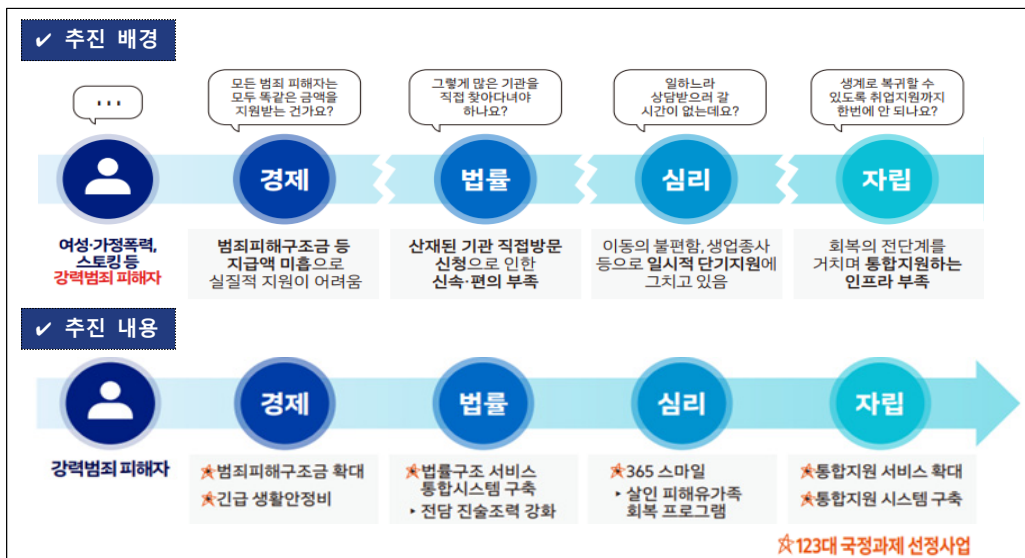 ✔ 추진 배경
...
모든 범죄 피해자는
모두 똑같은 금액을
지원받는 건가요?
그렇게 많은 기관을
직접 찾아다녀야
하나요?
일하느라
상담받으러 갈
시간이 없는데요?
생계로 복귀할 수
있도록 취업지원까지
한번에 안 되나요?
경제
법률
심리
자립
여성·가정폭력,
스토킹 등
강력범죄 피해자
범죄피해구조금 등
지급액 미흡으로
실질적 지원이 어려움
산재된 기관 직접방문
신청으로 인한
신속·편의 부족
이동의 불편함, 생업종사
등으로 일시적 단기지원에
그치고 있음
회복의 전단계를
거치며 통합지원하는
인프라 부족
✔ 추진 내용
경제
법률
심리
자립
강력범죄 피해자
범죄피해구조금 확대
긴급 생활안정비
법률구조 서비스
통합시스템 구축
▸ 전담 진술조력 강화
365 스마일
▸ 살인 피해유가족
회복 프로그램
통합지원 서비스 확대
통합지원 시스템 구축
☆123대 국정과제 선정사업